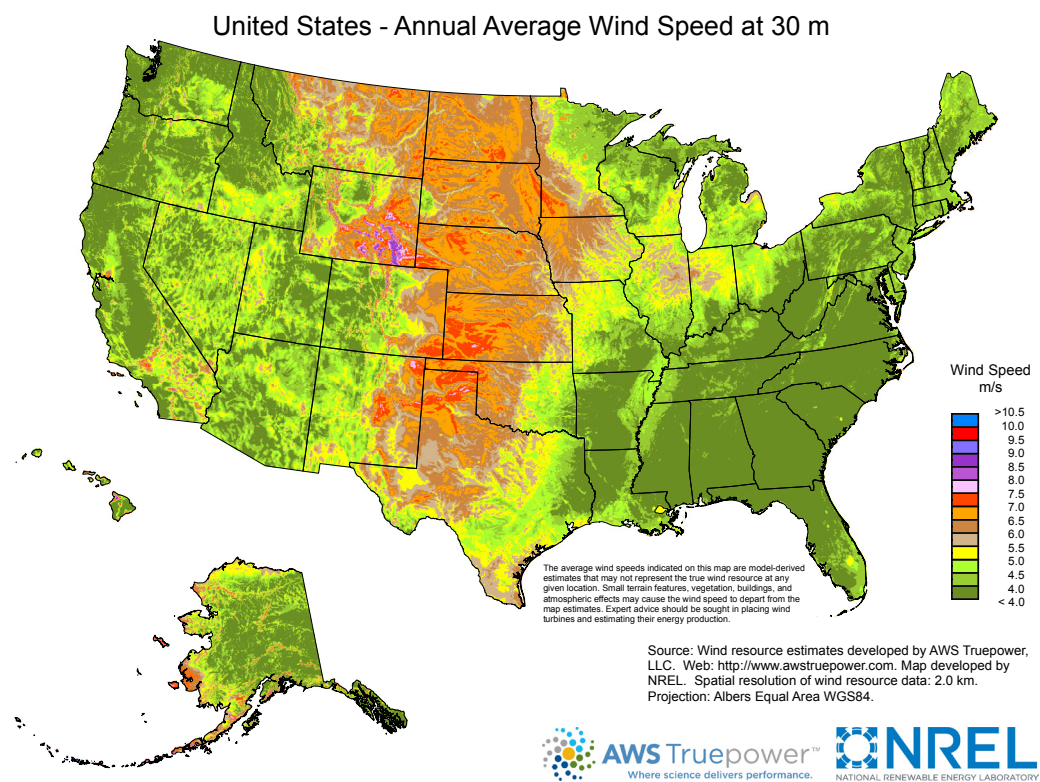 United States - Annual Average Wind Speed at 30 m
Wind Speed
m/s
>10.5
10.0
9.5
9.0
8.5
8.0
7.5
7.0
6.5
6.0
5.5
5.0
4.5
4.0
< 4.0
The average wind speeds indicated on this map are model-derived
estimates that may not represent the true wind resource at any
given location. Small terrain features, vegetation, buildings, and
atmospheric effects may cause the wind speed to depart from the
map estimates. Expert advice should be sought in placing wind
turbines and estimating their energy production.
Source: Wind resource estimates developed by AWS Truepower,
LLC. Web: http://www.awstruepower.com. Map developed by
NREL. Spatial resolution of wind resource data: 2.0 km.
Projection: Albers Equal Area WGS84.
AWS Truepower™
Where science delivers performance.
NREL
NATIONAL RENEWABLE ENERGY LABORATORY